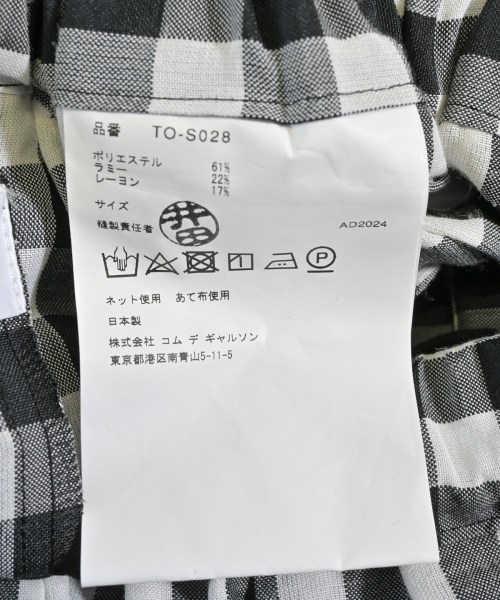 品番 TO-S028
ポリエステル 61%
ラミー 22%
レーヨン 17%
サイズ
縫製責任者 井田
AD2024
P
ネット使用 あて布使用
日本製
株式会社 コム デ ギャルソン
東京都港区南青山5-11-5